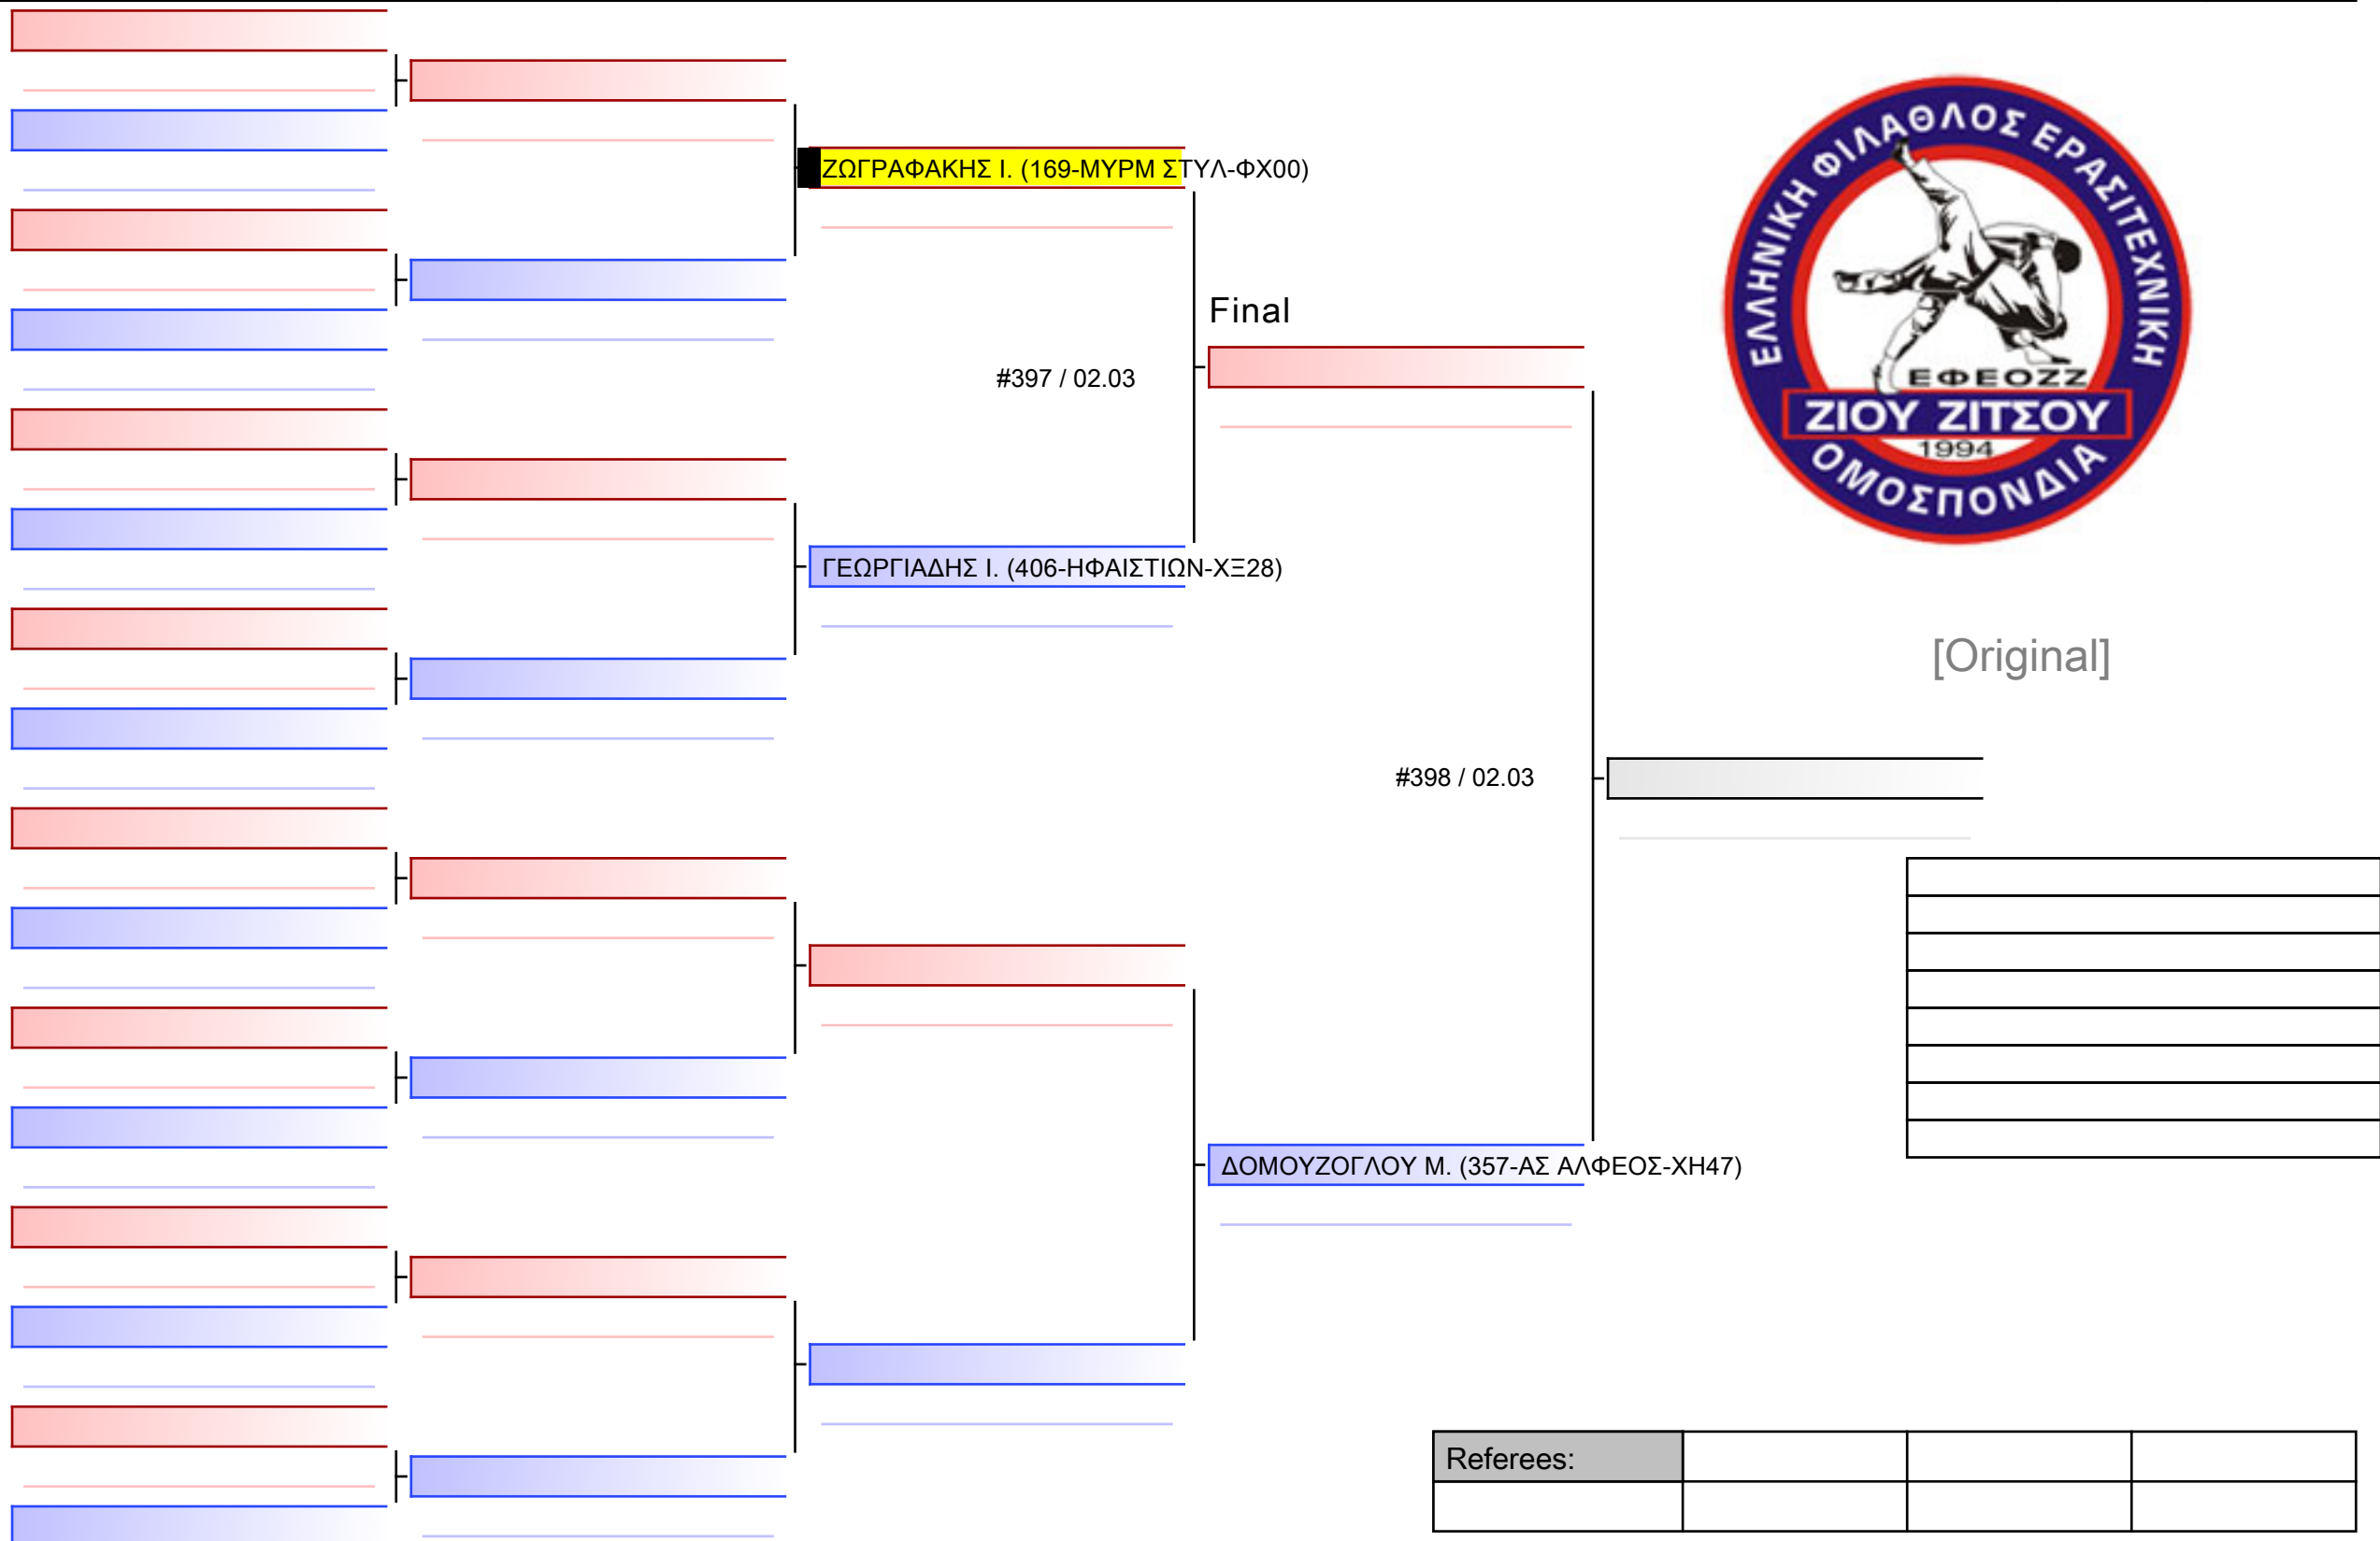 ΖΩΓΡΑΦΑΚΗΣ Ι. (169-ΜΥΡΜ ΣΤΥΛ-ΦΧ00)
ΕΛΛΗΝΙΚΗ ΦΙΛΑΘΛΟΣ ΕΡΑΣΙΤΕΧΝΙΚΗ
Final
#397 / 02.03
ΕΦΕΟΖΖ
ΖΙΟΥ ΖΙΤΣΟΥ
1994
ΟΜΟΣΠΟΝΔΙΑ
ΓΕΩΡΓΙΑΔΗΣ Ι. (406-ΗΦΑΙΣΤΙΩΝ-ΧΞ28)
[Original]
#398 / 02.03
ΔΟΜΟΥΖΟΓΛΟΥ Μ. (357-ΑΣ ΑΛΦΕΟΣ-ΧΗ47)
Referees: